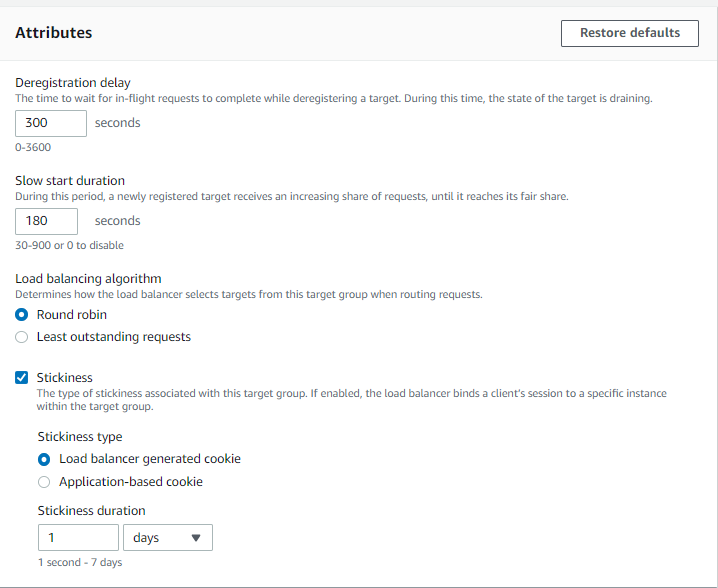 Attributes
Restore defaults
Deregistration delay
The time to wait for in-flight requests to complete while deregistering a target. During this time, the state of the target is draining.
300 seconds
0-3600
Slow start duration
During this period, a newly registered target receives an increasing share of requests, until it reaches its fair share.
180 seconds
30-900 or 0 to disable
Load balancing algorithm
Determines how the load balancer selects targets from this target group when routing requests.
Round robin
Least outstanding requests
Stickiness
The type of stickiness associated with this target group. If enabled, the load balancer binds a client's session to a specific instance
within the target group.
Stickiness type
Load balancer generated cookie
Application-based cookie
Stickiness duration
1 days
1 second - 7 days